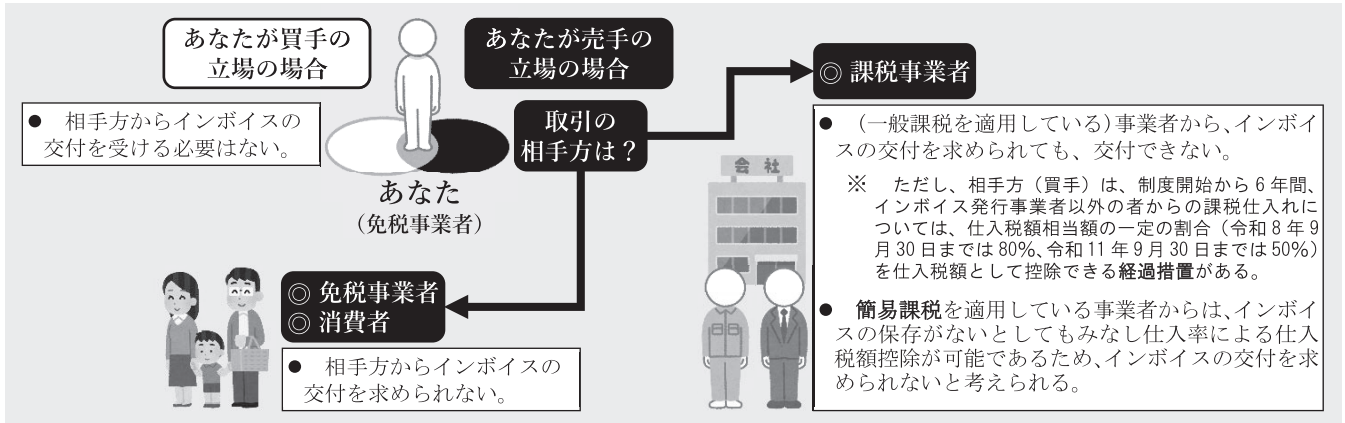 あなたが買手の
立場の場合
● 相手方からインボイスの
交付を受ける必要はない。
あなた
(免税事業者)
あなたが売手の
立場の場合
取引の
相手方は？
◎ 課税事業者
会社
● (一般課税を適用している)事業者から、インボイ
スの交付を求められても、交付できない。
※ ただし、相手方（買手）は、制度開始から６年間、
インボイス発行事業者以外の者からの課税仕入れに
ついては、仕入税額相当額の一定の割合（令和８年９
月30日までは80%、令和11年９月30日までは50%）
を仕入税額として控除できる経過措置がある。
● 簡易課税を適用している事業者からは、インボイ
スの保存がないとしてもみなし仕入率による仕入
税額控除が可能であるため、インボイスの交付を求
められないと考えられる。
◎ 免税事業者
◎ 消費者
● 相手方からインボイスの
交付を求められない。